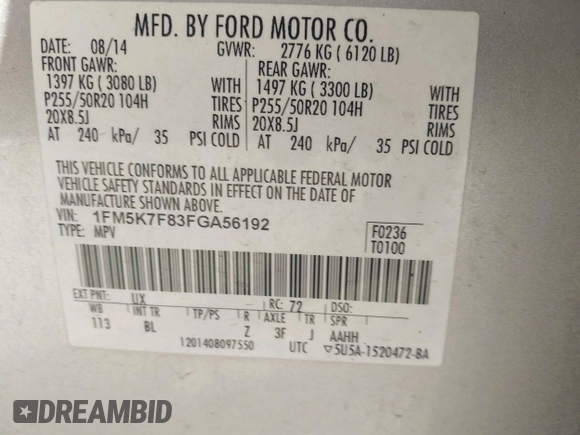 MFD. BY FORD MOTOR CO.
DATE: 08/14 GVWR: 2776 KG ( 6120 LB)
FRONT GAWR: REAR GAWR:
1397 KG ( 3080 LB) WITH 1497 KG ( 3300 LB) WITH
P255/50R20 104H TIRES P255/50R20 104H TIRES
20X8.5J RIMS 20X8.5J RIMS
AT 240 kPa/ 35 PSI COLD AT 240 kPa/ 35 PSI COLD
THIS VEHICLE CONFORMS TO ALL APPLICABLE FEDERAL MOTOR
VEHICLE SAFETY STANDARDS IN EFFECT ON THE DATE OF
MANUFACTURE SHOWN ABOVE.
VIN: 1FM5K7F83FGA56192 F0236
TYPE: MPV T0100
EXT PNT: UX RC: 72 DSO:
WB INT TR TP/PS R AXLE TR SPR
113 BL Z 3F J AAHH
1201408097550 UTC ▽5U5A-1520472-BA
DREAMBID